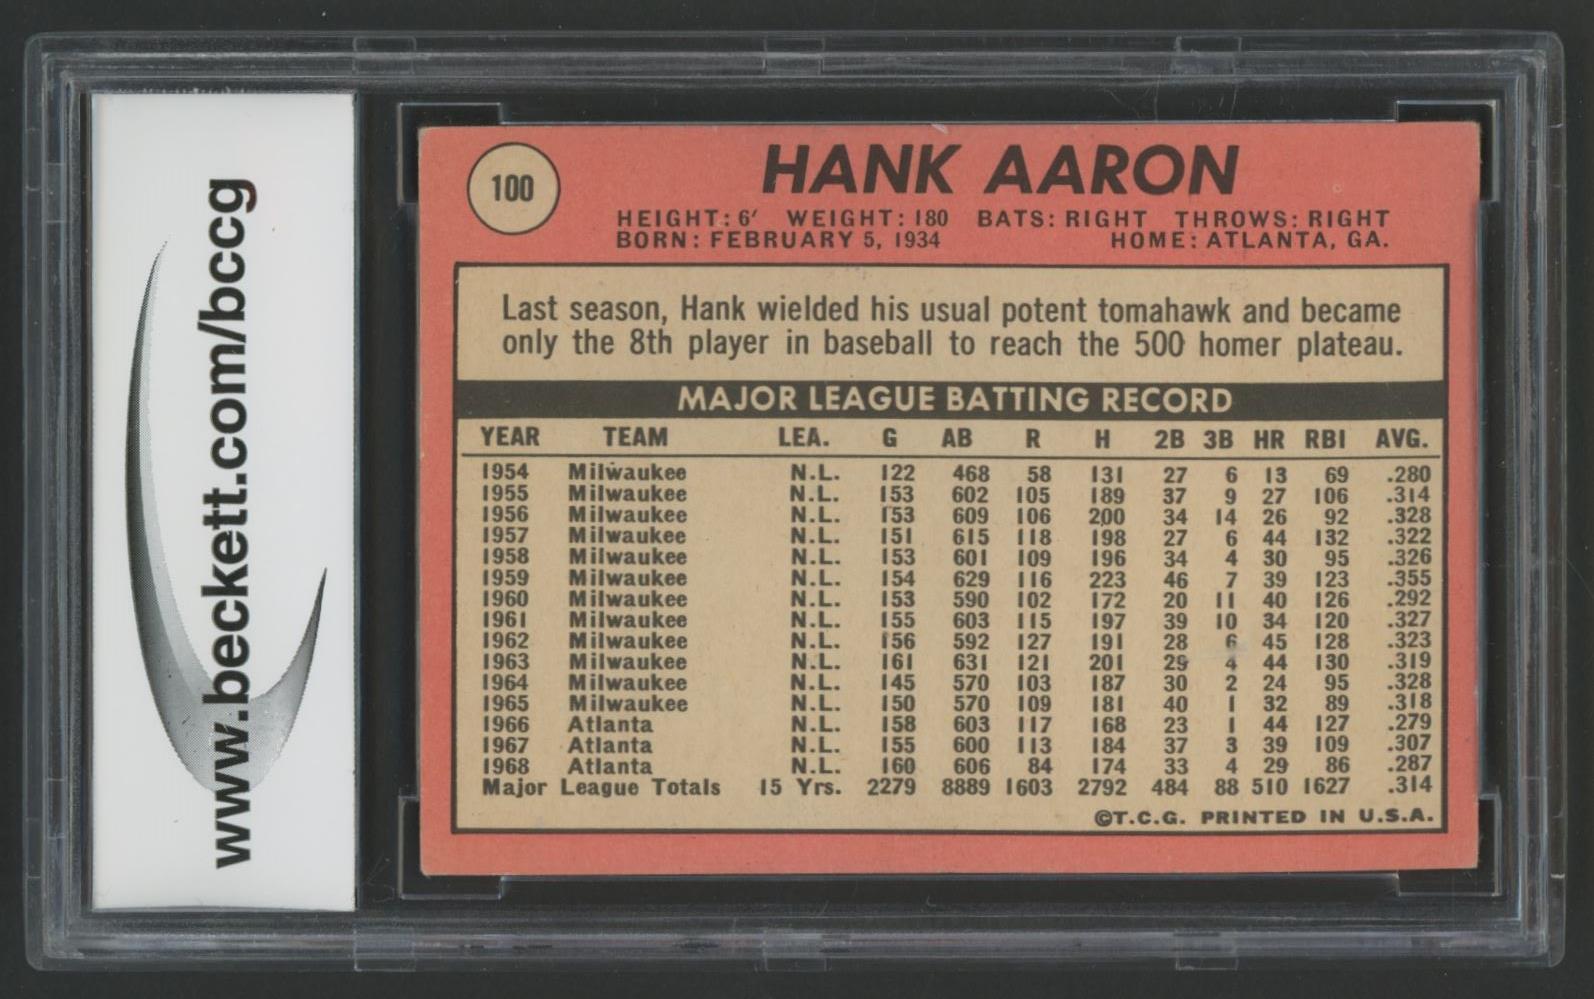 www.beckett.com/bccg
100
HANK AARON
HEIGHT: 6' WEIGHT: 180 BATS: RIGHT THROWS: RIGHT
BORN: FEBRUARY 5, 1934 HOME: ATLANTA, GA.
Last season, Hank wielded his usual potent tomahawk and became
only the 8th player in baseball to reach the 500 homer plateau.
MAJOR LEAGUE BATTING RECORD
YEAR TEAM LEA. G AB R H 2B 3B HR RBI AVG.
1954 Milwaukee N.L. 122 468 58 131 27 6 13 69 .280
1955 Milwaukee N.L. 153 602 105 189 37 9 27 106 .314
1956 Milwaukee N.L. 153 609 106 200 34 14 26 92 .328
1957 Milwaukee N.L. 151 615 118 198 27 6 44 132 .322
1958 Milwaukee N.L. 153 601 109 196 34 4 30 95 .326
1959 Milwaukee N.L. 154 629 116 223 46 7 39 123 .355
1960 Milwaukee N.L. 153 590 102 172 20 11 40 126 .292
1961 Milwaukee N.L. 155 603 115 197 39 10 34 120 .327
1962 Milwaukee N.L. 156 592 127 191 28 6 45 128 .323
1963 Milwaukee N.L. 161 631 121 201 29 4 44 130 .319
1964 Milwaukee N.L. 145 570 103 187 30 2 24 95 .328
1965 Milwaukee N.L. 150 570 109 181 40 1 32 89 .318
1966 Atlanta N.L. 158 603 117 168 23 1 44 127 .279
1967 Atlanta N.L. 155 600 113 184 37 3 39 109 .307
1968 Atlanta N.L. 160 606 84 174 33 4 29 86 .287
Major League Totals 15 Yrs. 2279 8889 1603 2792 484 88 510 1627 .314
©T.C.G. PRINTED IN U.S.A.